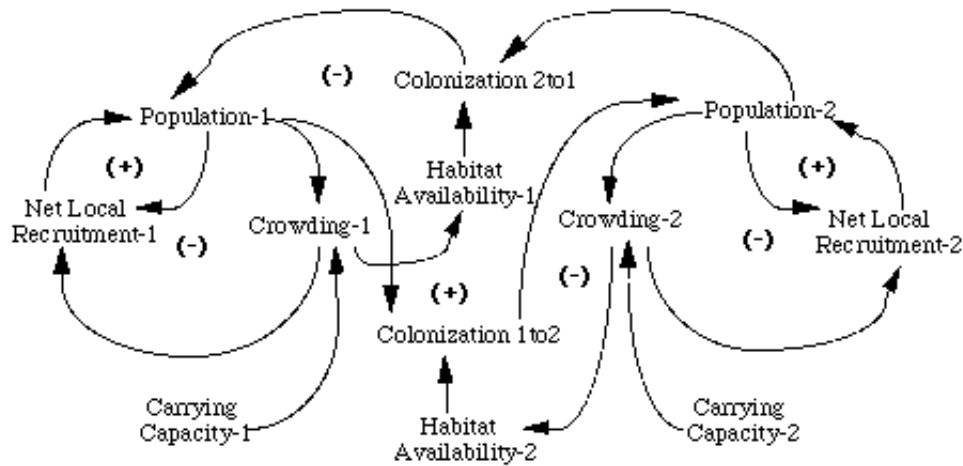 (-)
Colonization 2to1
Population-1
Population-2
(+)
Habitat
Availability-1
(+)
Net Local
Recruitment-1
(-)
Crowding-1
Crowding-2
(-)
Net Local
Recruitment-2
(+)
(-)
Colonization 1to2
Carrying
Capacity-1
Habitat
Availability-2
Carrying
Capacity-2